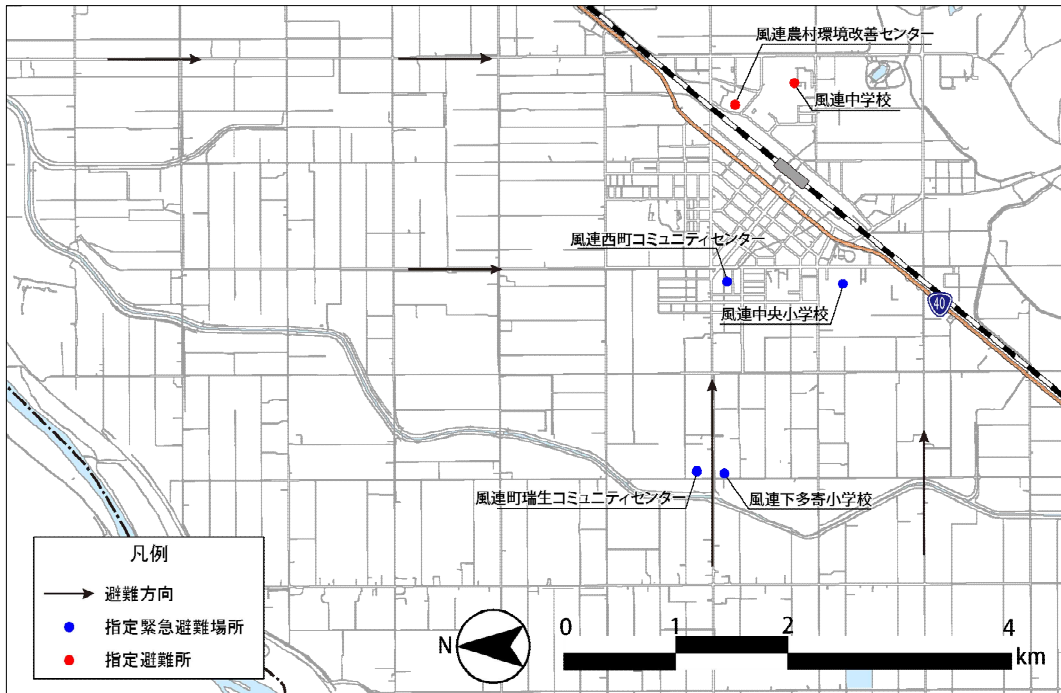 風連農村環境改善センター
風連中学校
風連西町コミュニティセンター
風連中央小学校
40
風連町瑞生コミュニティセンター
風連下多寄小学校
凡例
避難方向
指定緊急避難場所
指定避難所
N
0 1 2 4
km